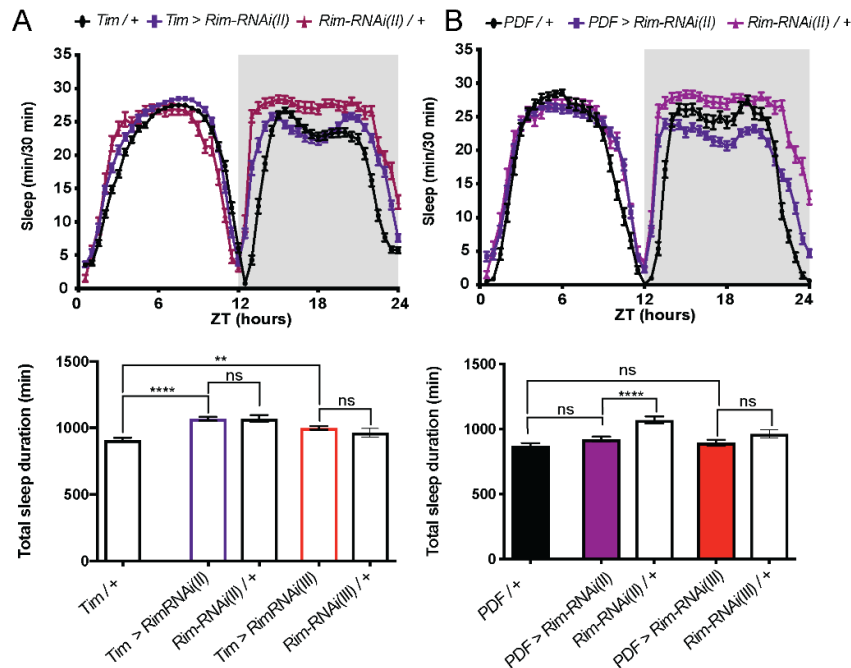 A
Tim / +
Tim > Rim-RNAi(II)
Rim-RNAi(II) / +
Sleep (min/30 min)
35
30
25
20
15
10
5
0
6
12
18
24
ZT (hours)
B
PDF / +
PDF > Rim-RNAi(II)
Rim-RNAi(II) / +
Sleep (min/30 min)
35
30
25
20
15
10
5
0
0
6
12
18
24
ZT (hours)
Total sleep duration (min)
1500
1000
500
0
**
****
ns
ns
Tim / +
Tim > RimRNAi(II)
Rim-RNAi(II) / +
Tim > RimRNAi(III)
Rim-RNAi(III) / +
Total sleep duration (min)
1500
1000
500
0
ns
ns
****
ns
PDF / +
PDF > Rim-RNAi(II)
Rim-RNAi(II) / +
PDF > Rim-RNAi(III)
Rim-RNAi(III) / +